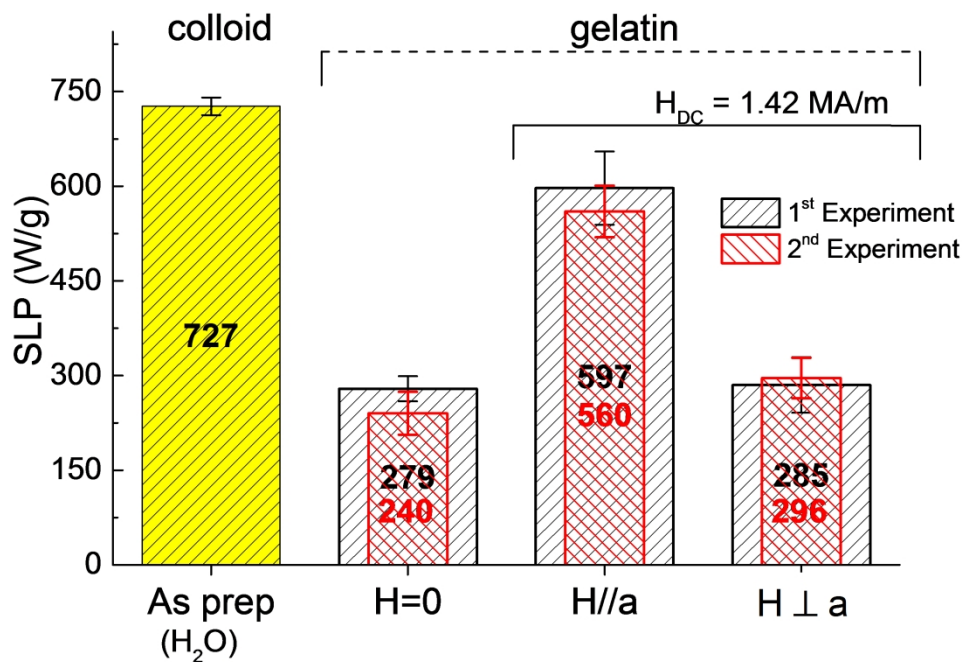 colloid
gelatin
H_DC = 1.42 MA/m
SLP (W/g)
750
600
450
300
150
0
1st Experiment
2nd Experiment
727
279
240
597
560
285
296
As prep
(H₂O)
H=0
H//a
H ⊥ a